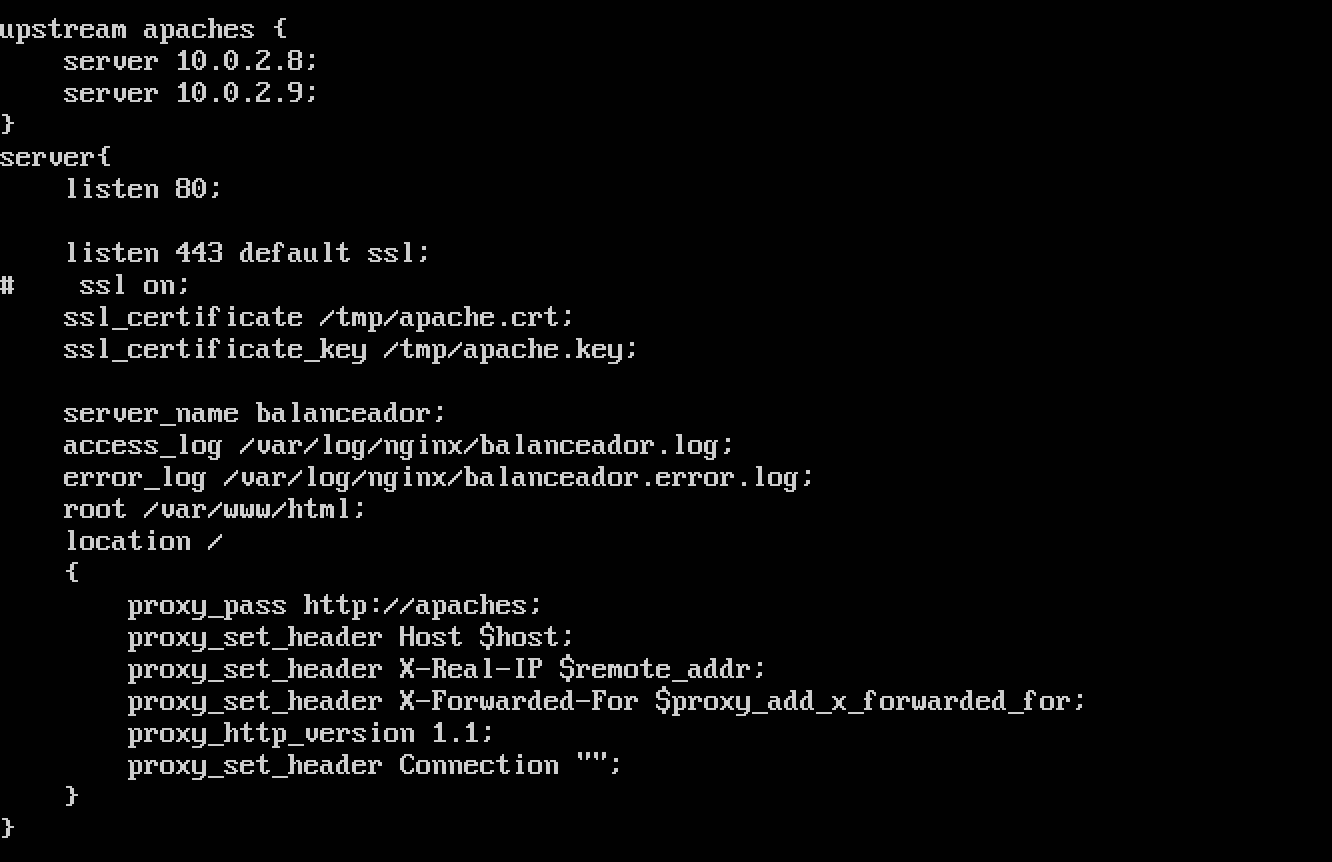 upstream apaches {
    server 10.0.2.8;
    server 10.0.2.9;
}
server{
    listen 80;

    listen 443 default ssl;
#    ssl on;
    ssl_certificate /tmp/apache.crt;
    ssl_certificate_key /tmp/apache.key;

    server_name balanceador;
    access_log /var/log/nginx/balanceador.log;
    error_log /var/log/nginx/balanceador.error.log;
    root /var/www/html;
    location /
    {
        proxy_pass http://apaches;
        proxy_set_header Host $host;
        proxy_set_header X-Real-IP $remote_addr;
        proxy_set_header X-Forwarded-For $proxy_add_x_forwarded_for;
        proxy_http_version 1.1;
        proxy_set_header Connection "";
    }
}